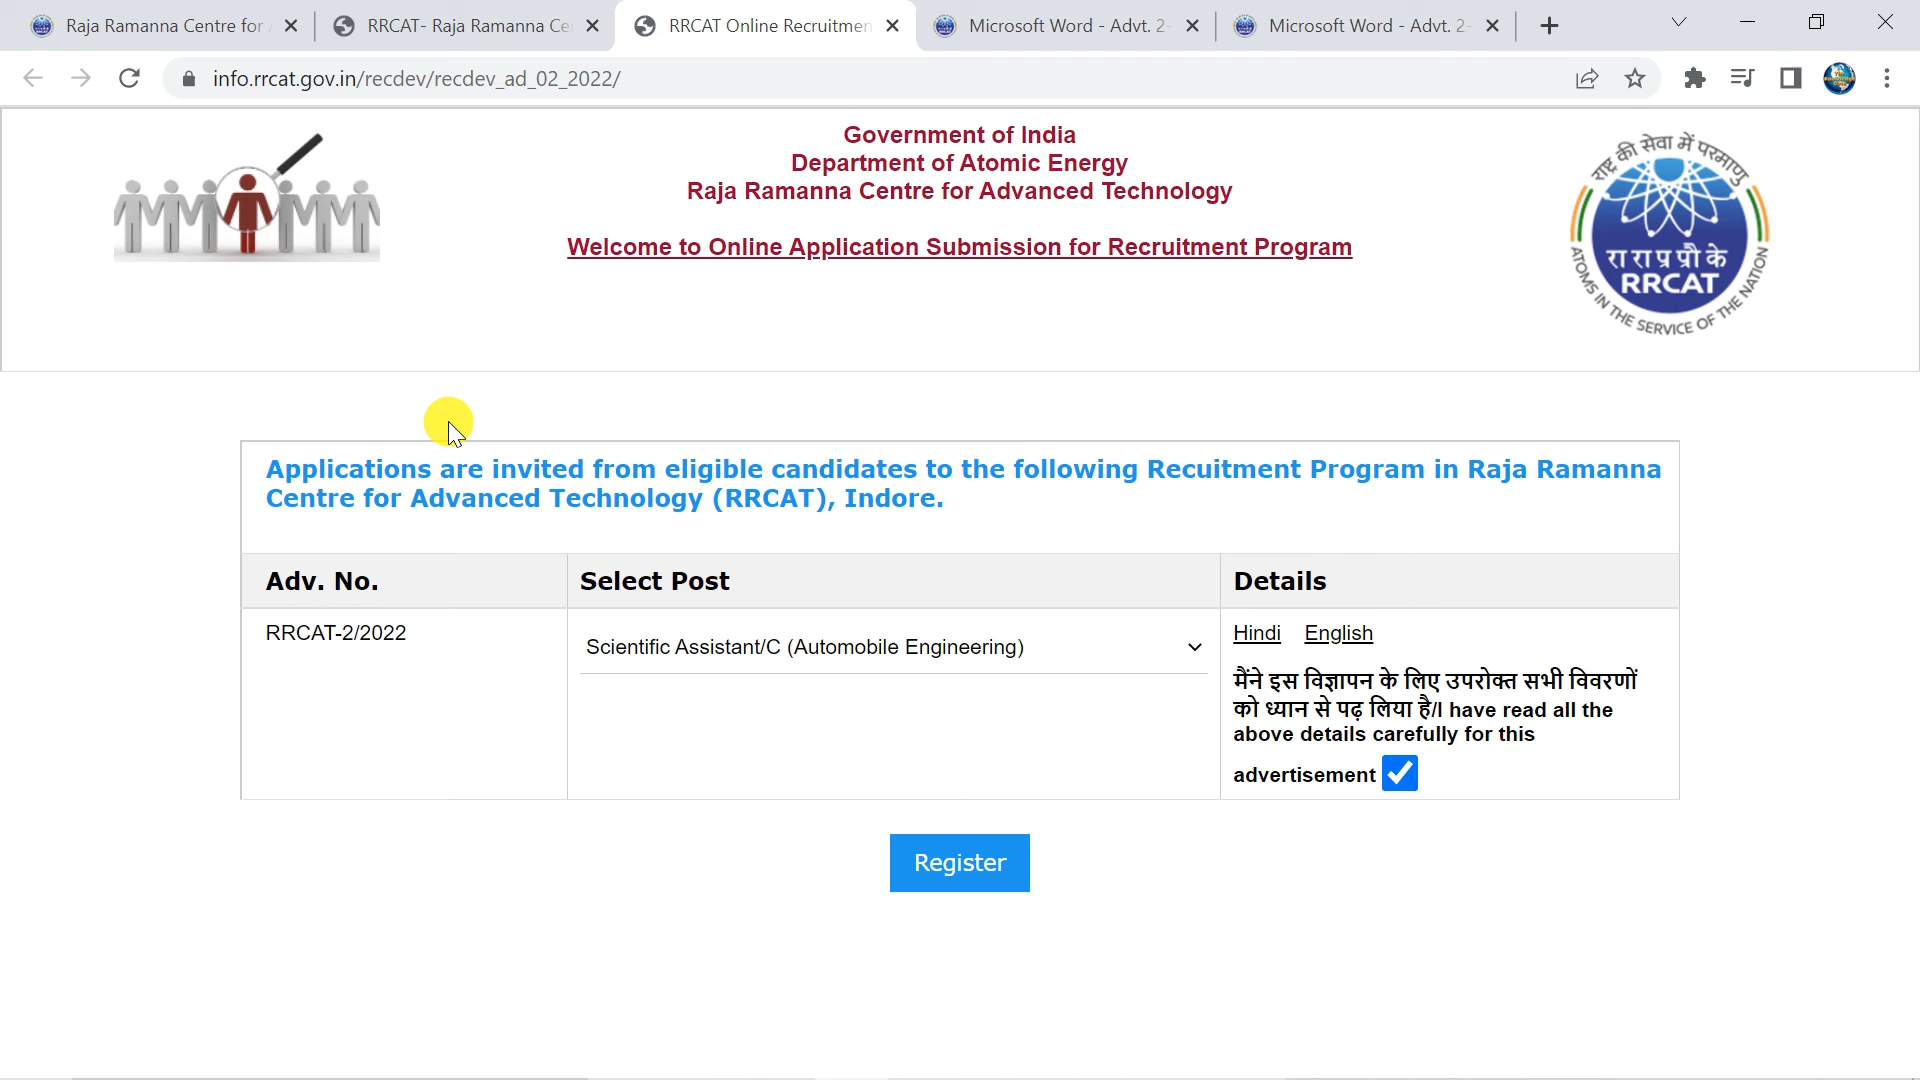 Raja Ramanna Centre for
RRCAT- Raja Ramanna Ce
RRCAT Online Recruitmen
Microsoft Word - Advt. 2-
Microsoft Word - Advt. 2-
info.rrcat.gov.in/recdev/recdev_ad_02_2022/
Government of India
Department of Atomic Energy
Raja Ramanna Centre for Advanced Technology
Welcome to Online Application Submission for Recruitment Program
राष्ट्र की सेवा में परमाणु
रा रा प्र प्रौ के
RRCAT
ATOMS IN THE SERVICE OF THE NATION
Applications are invited from eligible candidates to the following Recuitment Program in Raja Ramanna
Centre for Advanced Technology (RRCAT), Indore.
Adv. No.
Select Post
Details
RRCAT-2/2022
Scientific Assistant/C (Automobile Engineering)
Hindi English
मैंने इस विज्ञापन के लिए उपरोक्त सभी विवरणों
को ध्यान से पढ़ लिया है/I have read all the
above details carefully for this
advertisement
Register